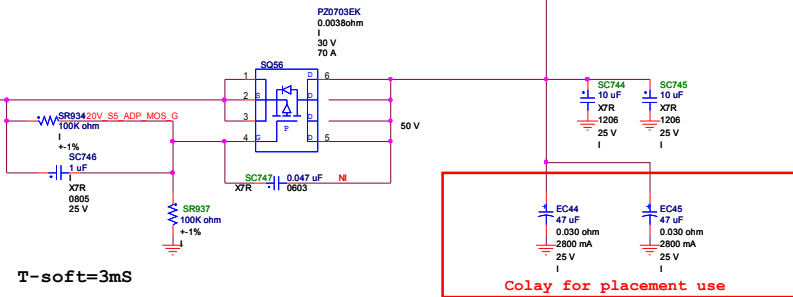 PZ0703EK
0.0038ohm
I
30 V
70 A
SQ56
1
2
3
4
S
G
D
D
D
D
P
6
5
50 V
SR934
20V_S5_ADP_MOS_G
100K ohm
I
+-1%
SC746
1 uF
I
X7R
0805
25 V
SC747
X7R
0.047 uF
0603
NI
SR937
100K ohm
+-1%
I
SC744
10 uF
X7R
1206
25 V
I
SC745
10 uF
X7R
1206
25 V
I
EC44
47 uF
0.030 ohm
2800 mA
25 V
I
EC45
47 uF
0.030 ohm
2800 mA
25 V
I
T-soft=3mS
Colay for placement use